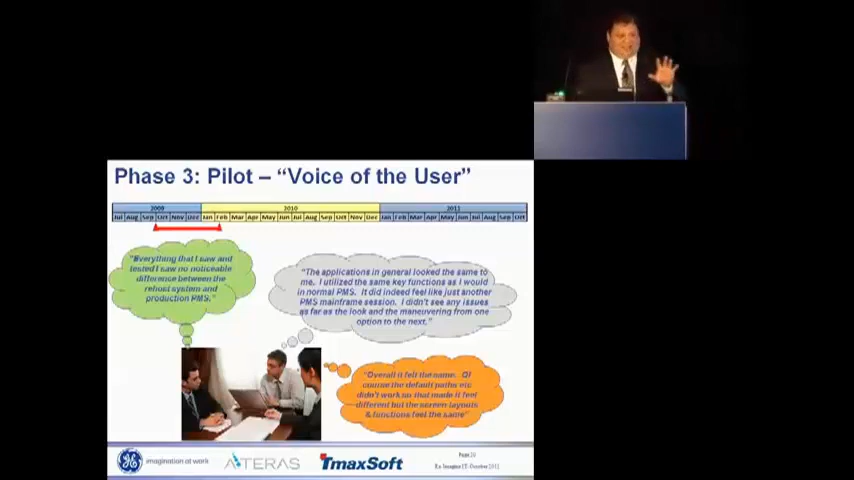 Phase 3: Pilot – "Voice of the User"
2009 2010 2011
Jul Aug Sep Oct Nov Dec Jan Feb Mar Apr May Jun Jul Aug Sep Oct Nov Dec Jan Feb Mar Apr May Jun Jul Aug Sep Oct
"Everything that I saw and
tested I saw no noticeable
difference between the
rehost system and
production PMS."
"The applications in general looked the same to
me. I utilized the same key functions as I would
in normal PMS. It did indeed feel like just another
PMS mainframe session. I didn't see any issues
as far as the look and the maneuvering from one
option to the next."
"Overall it felt the same. Of
course the default paths etc
didn't work so that made it feel
different but the screen layouts
& functions feel the same"
GE imagination at work
ATERAS
TmaxSoft
Page 20